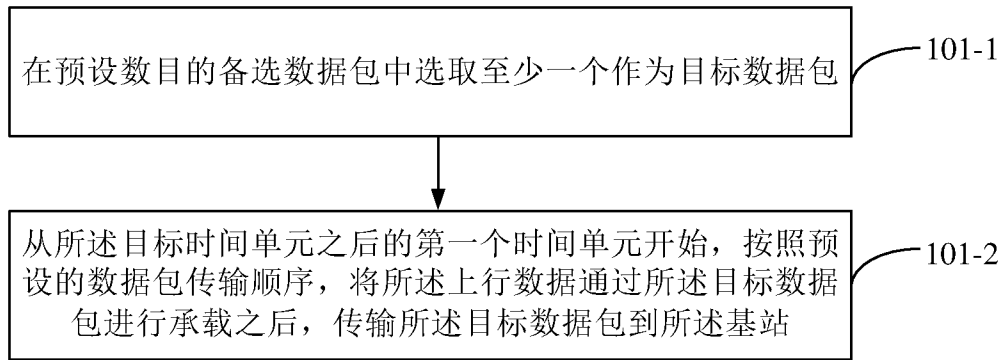 在预设数目的备选数据包中选取至少一个作为目标数据包
101-1
从所述目标时间单元之后的第一个时间单元开始，按照预
设的数据包传输顺序，将所述上行数据通过所述目标数据
包进行承载之后，传输所述目标数据包到所述基站
101-2